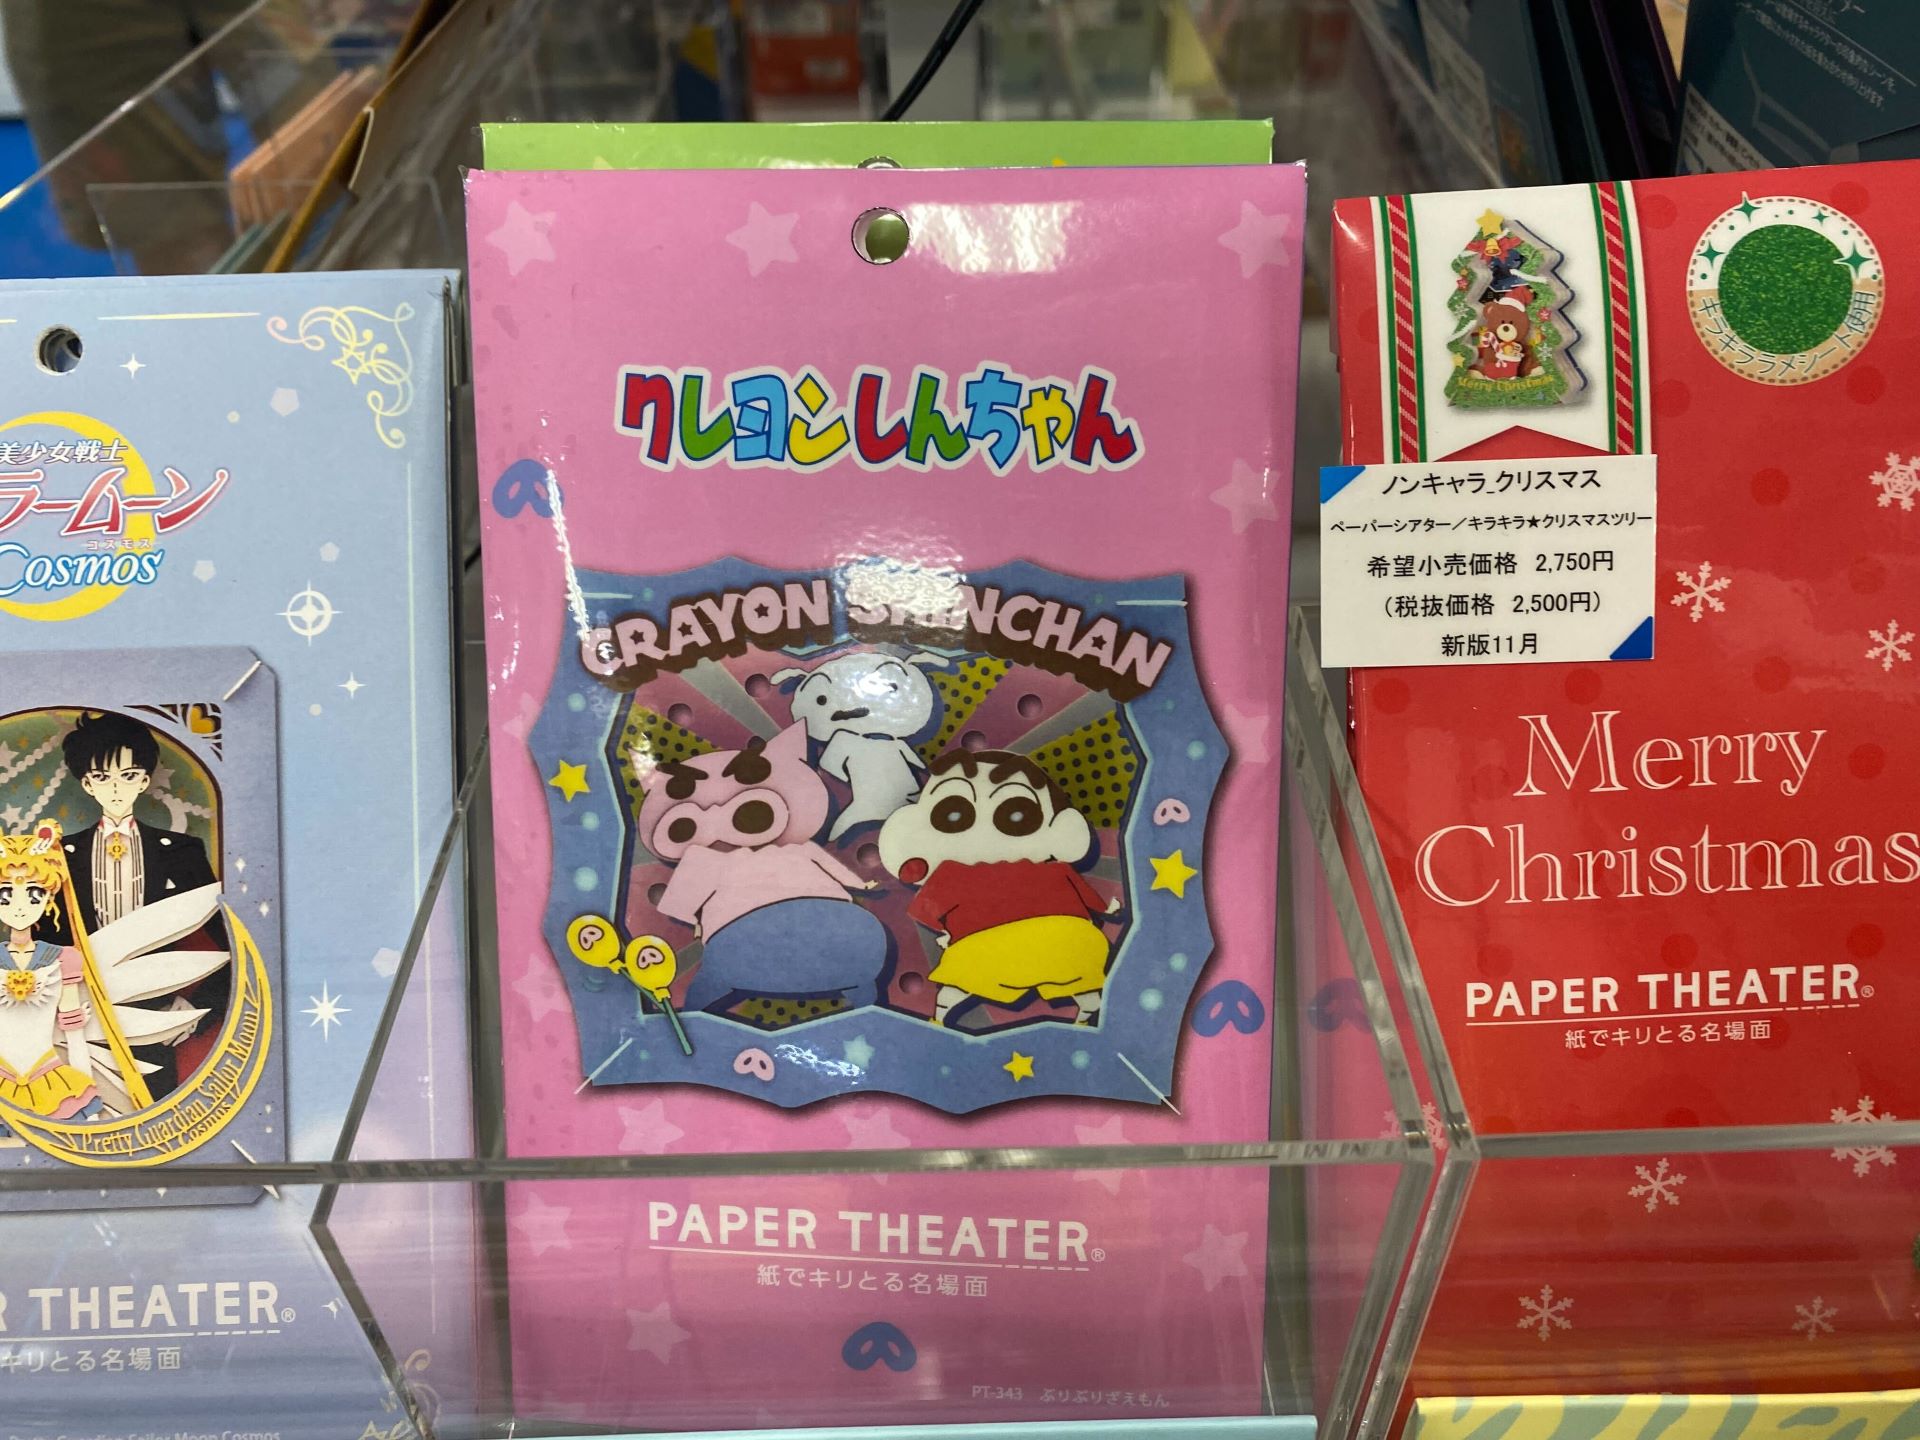 美少女戦士
ラームーン
コスモス
Cosmos
Pretty Guardian Sailor Moon
Cosmos
THEATER®
キリとる名場面
Sailor Moon Cosmos
クレヨンしんちゃん
CRAYON SHINCHAN
PAPER THEATER®
紙でキリとる名場面
PT-343 ぶりぶりざえもん
Merry Christmas
キラキララメシート使用
ノンキャラ_クリスマス
ペーパーシアター／キラキラ★クリスマスツリー
希望小売価格 2,750円
（税抜価格 2,500円）
新版11月
Merry
Christmas
PAPER THEATER®
紙でキリとる名場面